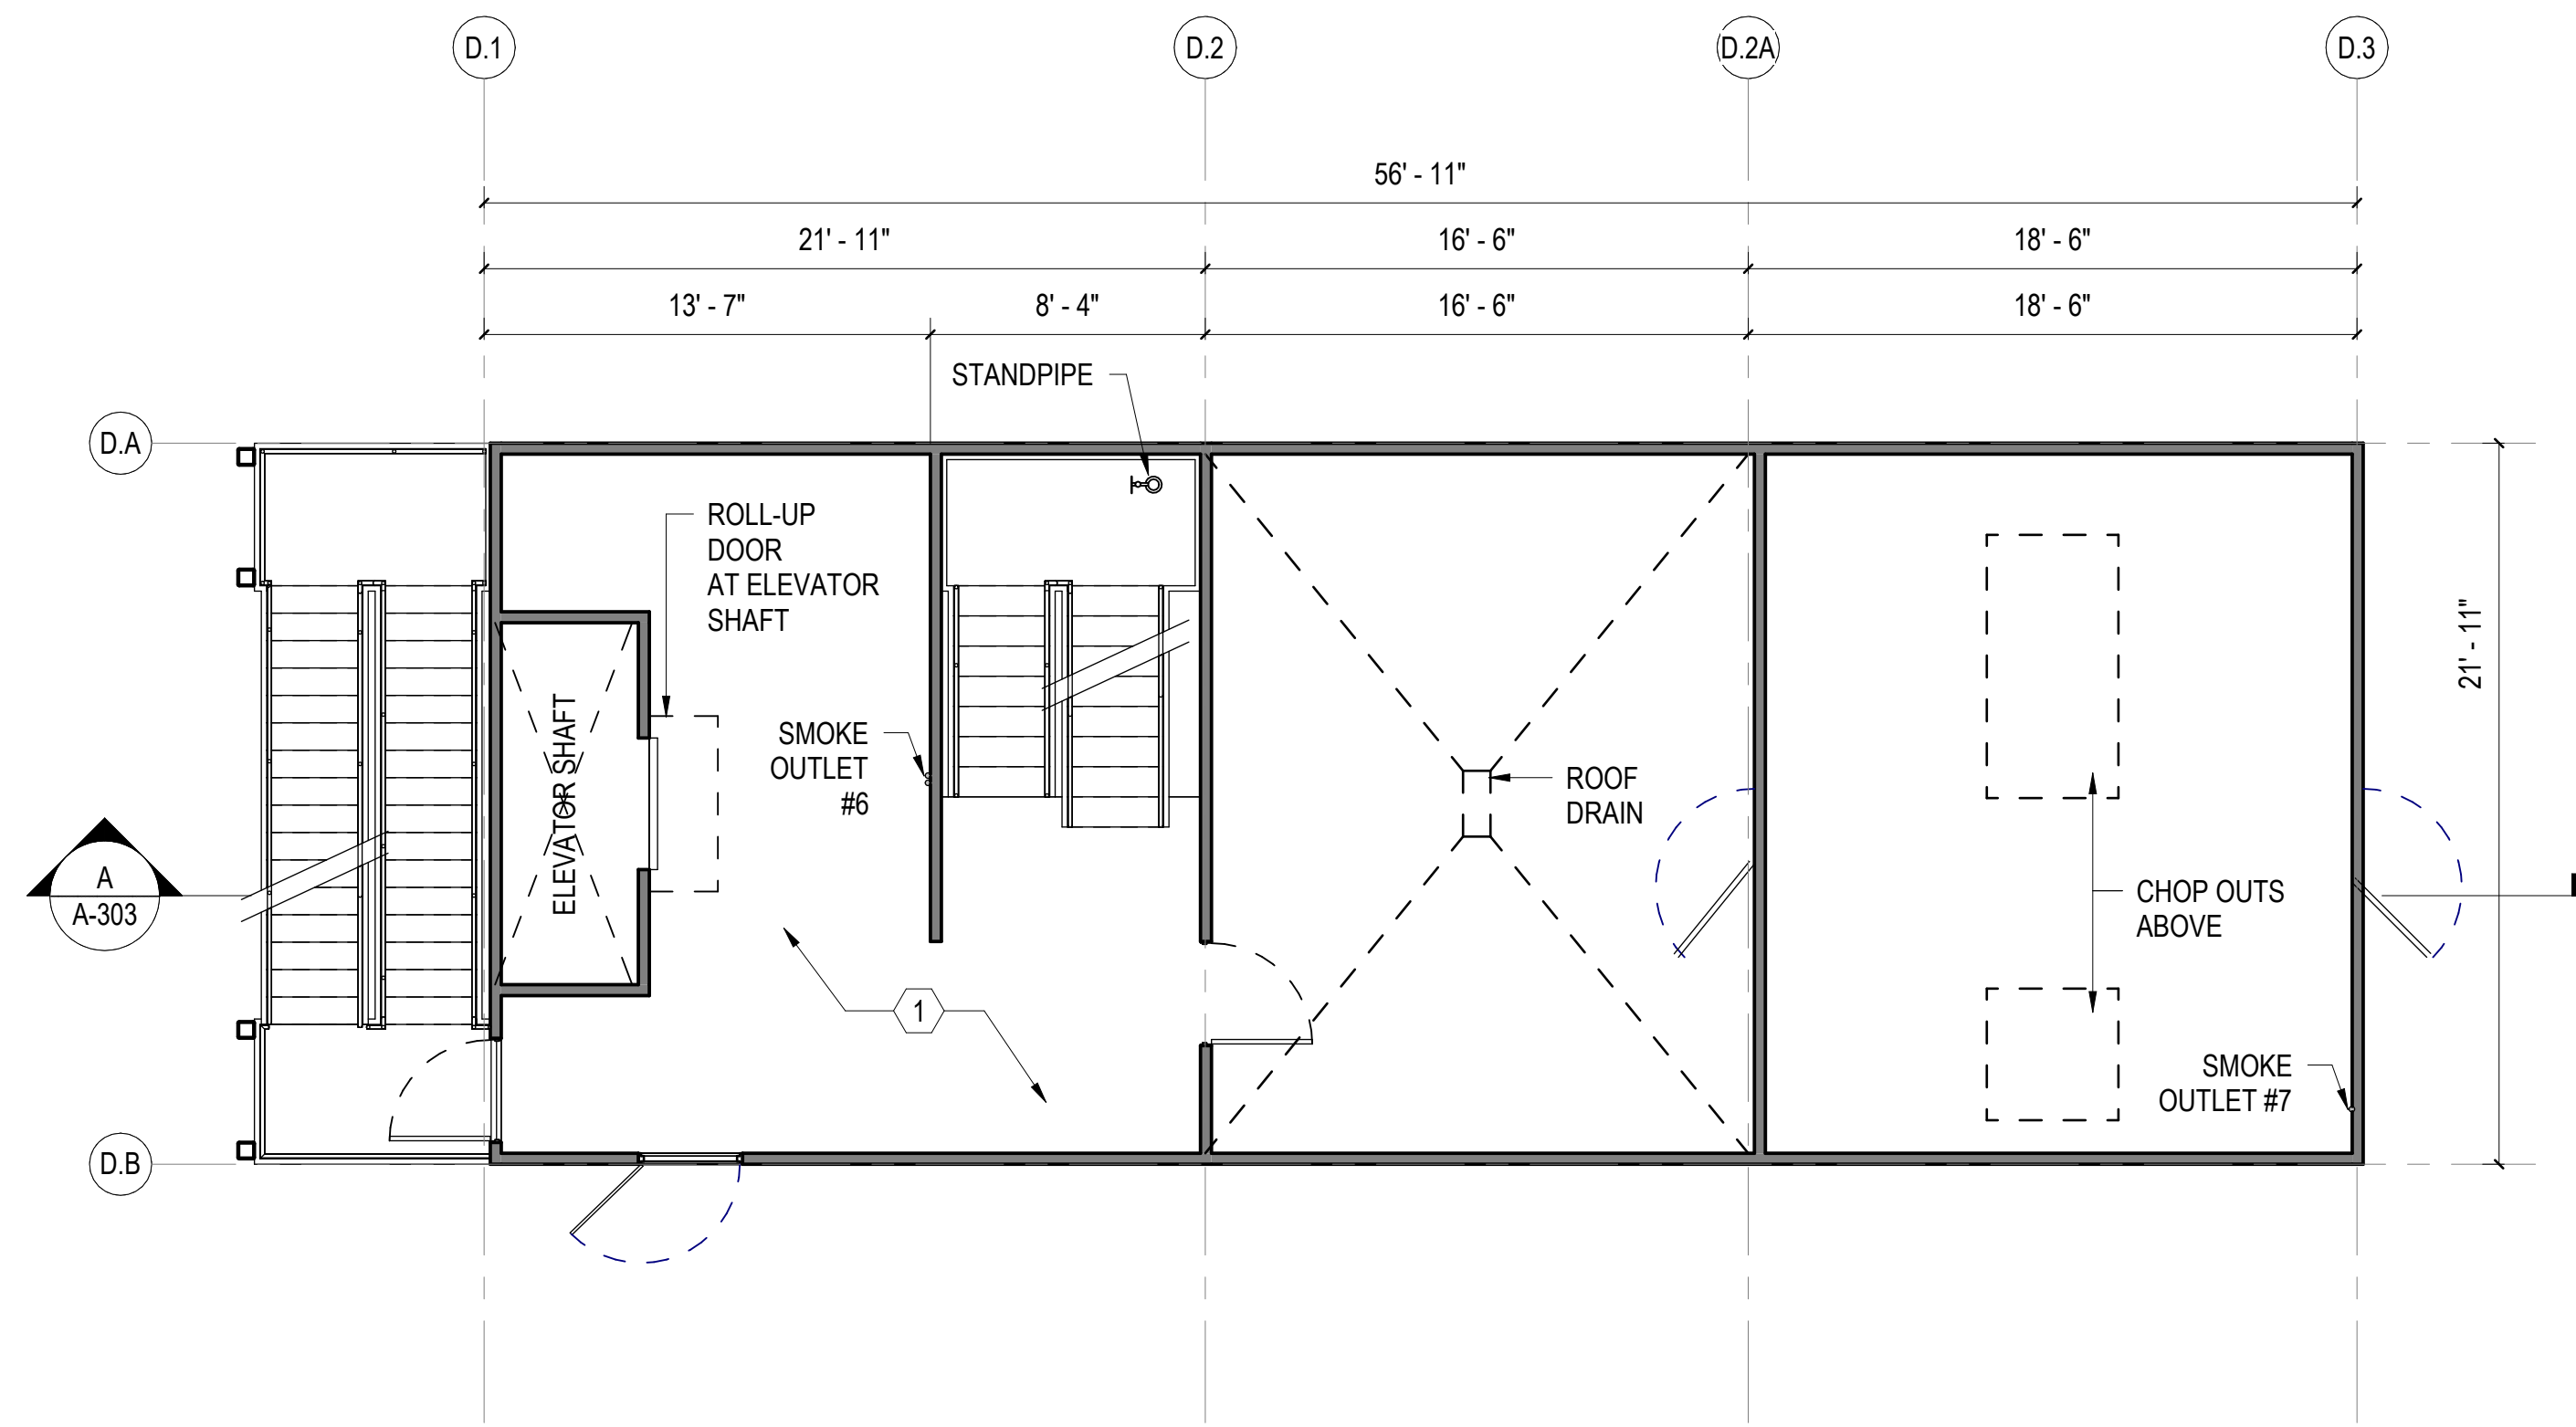 D.1
D.2
D.2A
D.3
56' - 11"
21' - 11"
16' - 6"
18' - 6"
13' - 7"
8' - 4"
16' - 6"
18' - 6"
STANDPIPE
D.A
ROLL-UP
DOOR
AT ELEVATOR
SHAFT
21' - 11"
ELEVATOR SHAFT
SMOKE
OUTLET
#6
ROOF
DRAIN
A
A-303
CHOP OUTS
ABOVE
1
SMOKE
OUTLET #7
D.B